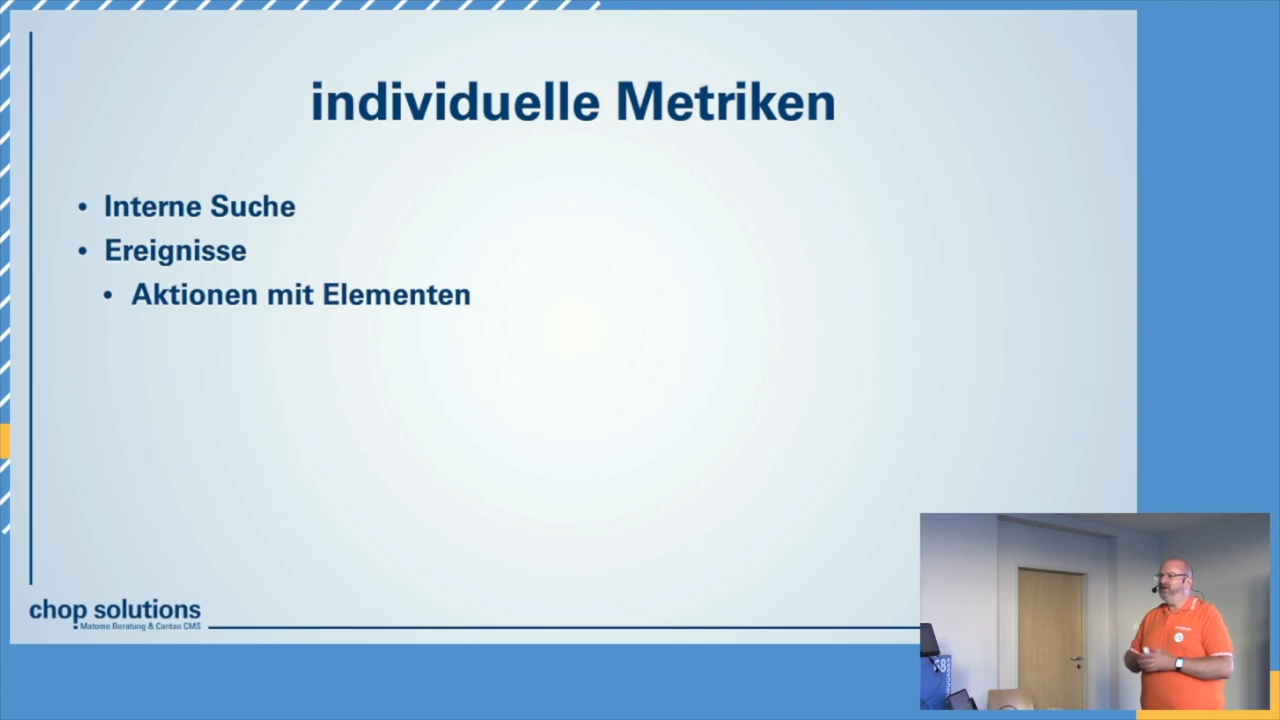 individuelle Metriken
• Interne Suche
• Ereignisse
• Aktionen mit Elementen
chop solutions
Matomo Beratung & Contao CMS